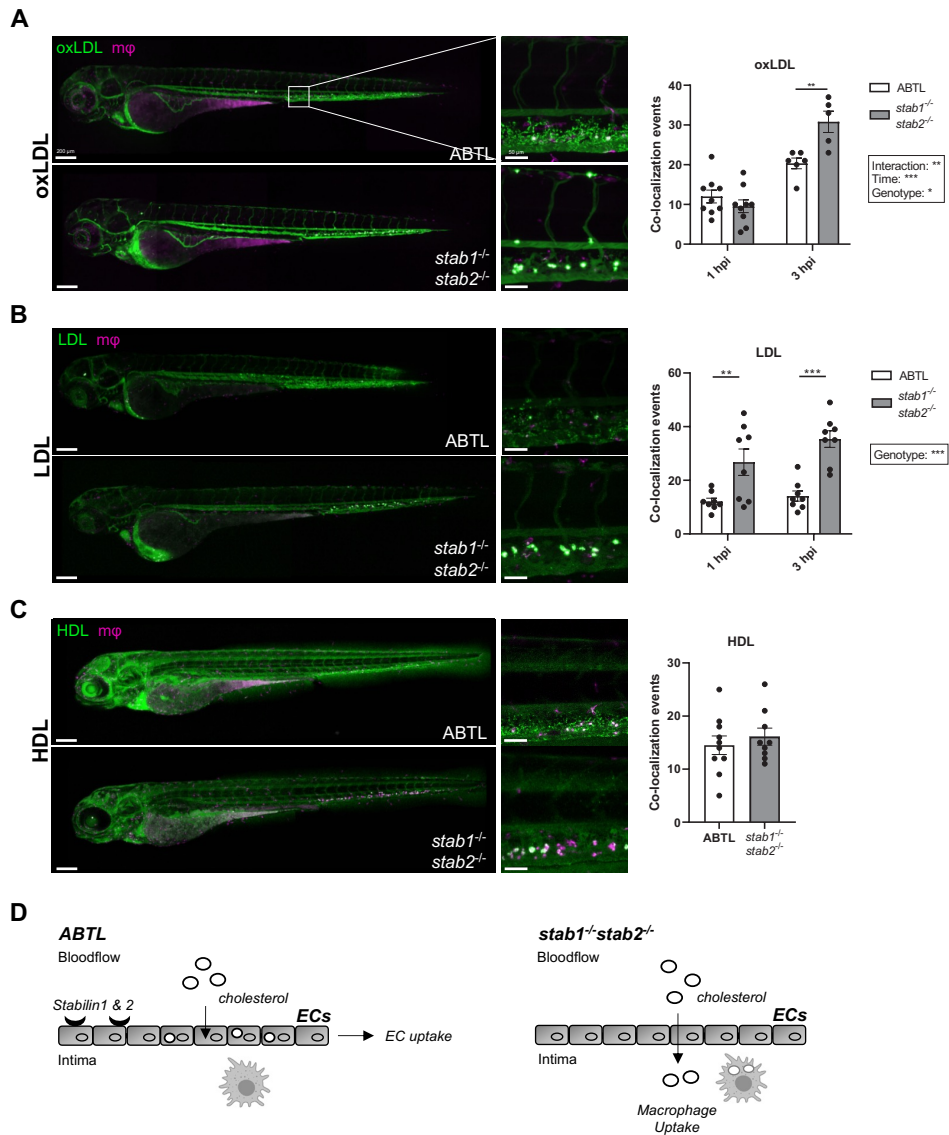 A
oxLDL mφ
oxLDL
200 µm
ABTL
50 µm
stab1-/-
stab2-/-
oxLDL
Co-localization events
40
30
20
10
0
**
1 hpi
3 hpi
ABTL
stab1-/-
stab2-/-
Interaction: **
Time: ***
Genotype: *
B
LDL mφ
LDL
ABTL
stab1-/-
stab2-/-
LDL
Co-localization events
60
40
20
0
**
***
1 hpi
3 hpi
ABTL
stab1-/-
stab2-/-
Genotype: ***
C
HDL mφ
HDL
ABTL
stab1-/-
stab2-/-
HDL
Co-localization events
30
20
10
0
ABTL
stab1-/-
stab2-/-
D
ABTL
Bloodflow
Stabilin1 & 2
cholesterol
ECs
EC uptake
Intima
stab1-/-stab2-/-
Bloodflow
cholesterol
ECs
Intima
Macrophage
Uptake